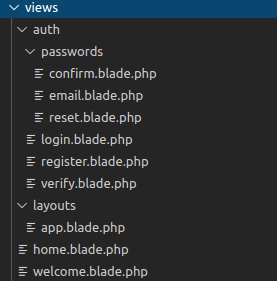 views
auth
passwords
confirm.blade.php
email.blade.php
reset.blade.php
login.blade.php
register.blade.php
verify.blade.php
layouts
app.blade.php
home.blade.php
welcome.blade.php